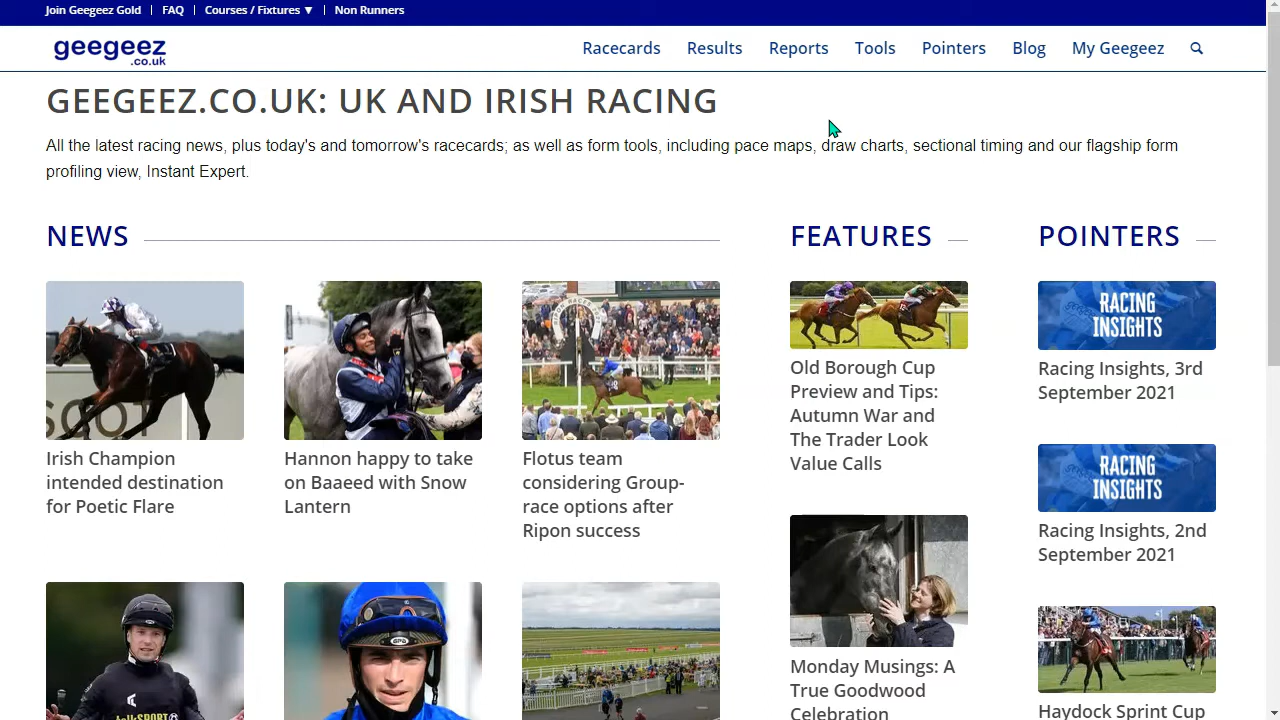 Join Geegeez Gold
FAQ
Courses / Fixtures ▼
Non Runners
geegeez
.co.uk
Racecards
Results
Reports
Tools
Pointers
Blog
My Geegeez
GEEGEEZ.CO.UK: UK AND IRISH RACING
All the latest racing news, plus today's and tomorrow's racecards; as well as form tools, including pace maps, draw charts, sectional timing and our flagship form
profiling view, Instant Expert.
NEWS
Irish Champion
intended destination
for Poetic Flare
Hannon happy to take
on Baaeed with Snow
Lantern
Flotus team
considering Group-
race options after
Ripon success
FEATURES
Old Borough Cup
Preview and Tips:
Autumn War and
The Trader Look
Value Calls
Monday Musings: A
True Goodwood
Celebration
POINTERS
RACING
INSIGHTS
Racing Insights, 3rd
September 2021
RACING
INSIGHTS
Racing Insights, 2nd
September 2021
Haydock Sprint Cup